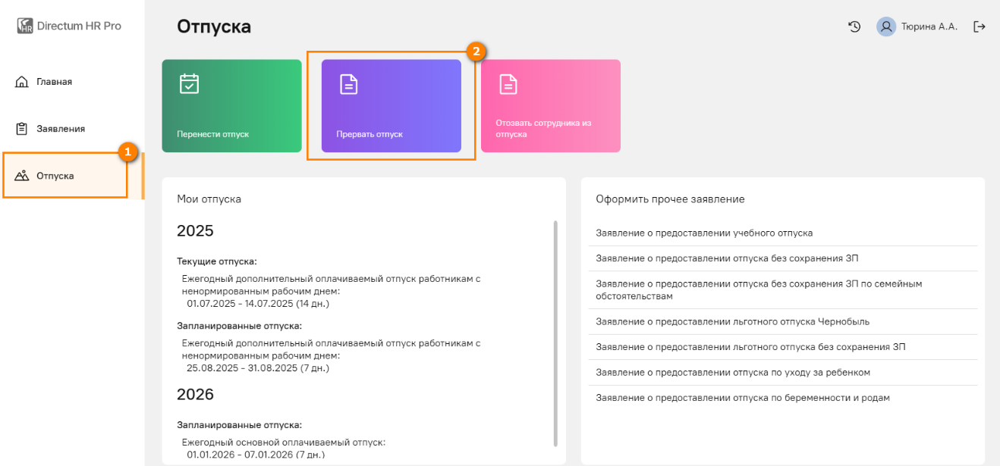 HR
Directum HR Pro
Отпуска
Тюрина А.А.
Главная
Заявления
1
Отпуска
2
Перенести отпуск
Прервать отпуск
Отозвать сотрудника из
отпуска
Мои отпуска
2025
Текущие отпуска:
Ежегодный дополнительный оплачиваемый отпуск работникам с
ненормированным рабочим днем:
01.07.2025 - 14.07.2025 (14 дн.)
Запланированные отпуска:
Ежегодный дополнительный оплачиваемый отпуск работникам с
ненормированным рабочим днем:
25.08.2025 - 31.08.2025 (7 дн.)
2026
Запланированные отпуска:
Ежегодный основной оплачиваемый отпуск:
01.01.2026 - 07.01.2026 (7 дн.)
Оформить прочее заявление
Заявление о предоставлении учебного отпуска
Заявление о предоставлении отпуска без сохранения ЗП
Заявление о предоставлении отпуска без сохранения ЗП по семейным
обстоятельствам
Заявление о предоставлении льготного отпуска Чернобыль
Заявление о предоставлении льготного отпуска без сохранения ЗП
Заявление о предоставлении отпуска по уходу за ребенком
Заявление о предоставлении отпуска по беременности и родам